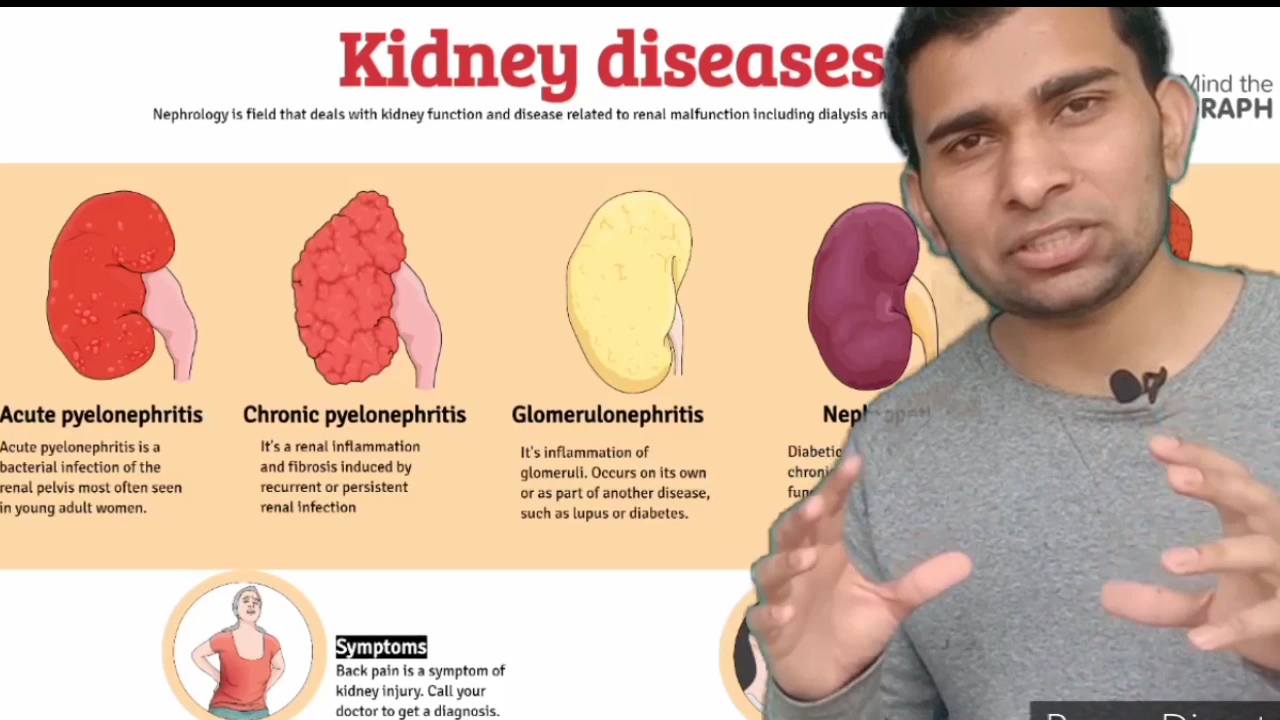 Kidney diseases
Mind the
RAPH
Nephrology is field that deals with kidney function and disease related to renal malfunction including dialysis
Acute pyelonephritis
Acute pyelonephritis is a
bacterial infection of the
renal pelvis most often seen
in young adult women.
Chronic pyelonephritis
It's a renal inflammation
and fibrosis induced by
recurrent or persistent
renal infection
Glomerulonephritis
It's inflammation of
glomeruli. Occurs on its own
or as part of another disease,
such as lupus or diabetes.
Symptoms
Back pain is a symptom of
kidney injury. Call your
doctor to get a diagnosis.